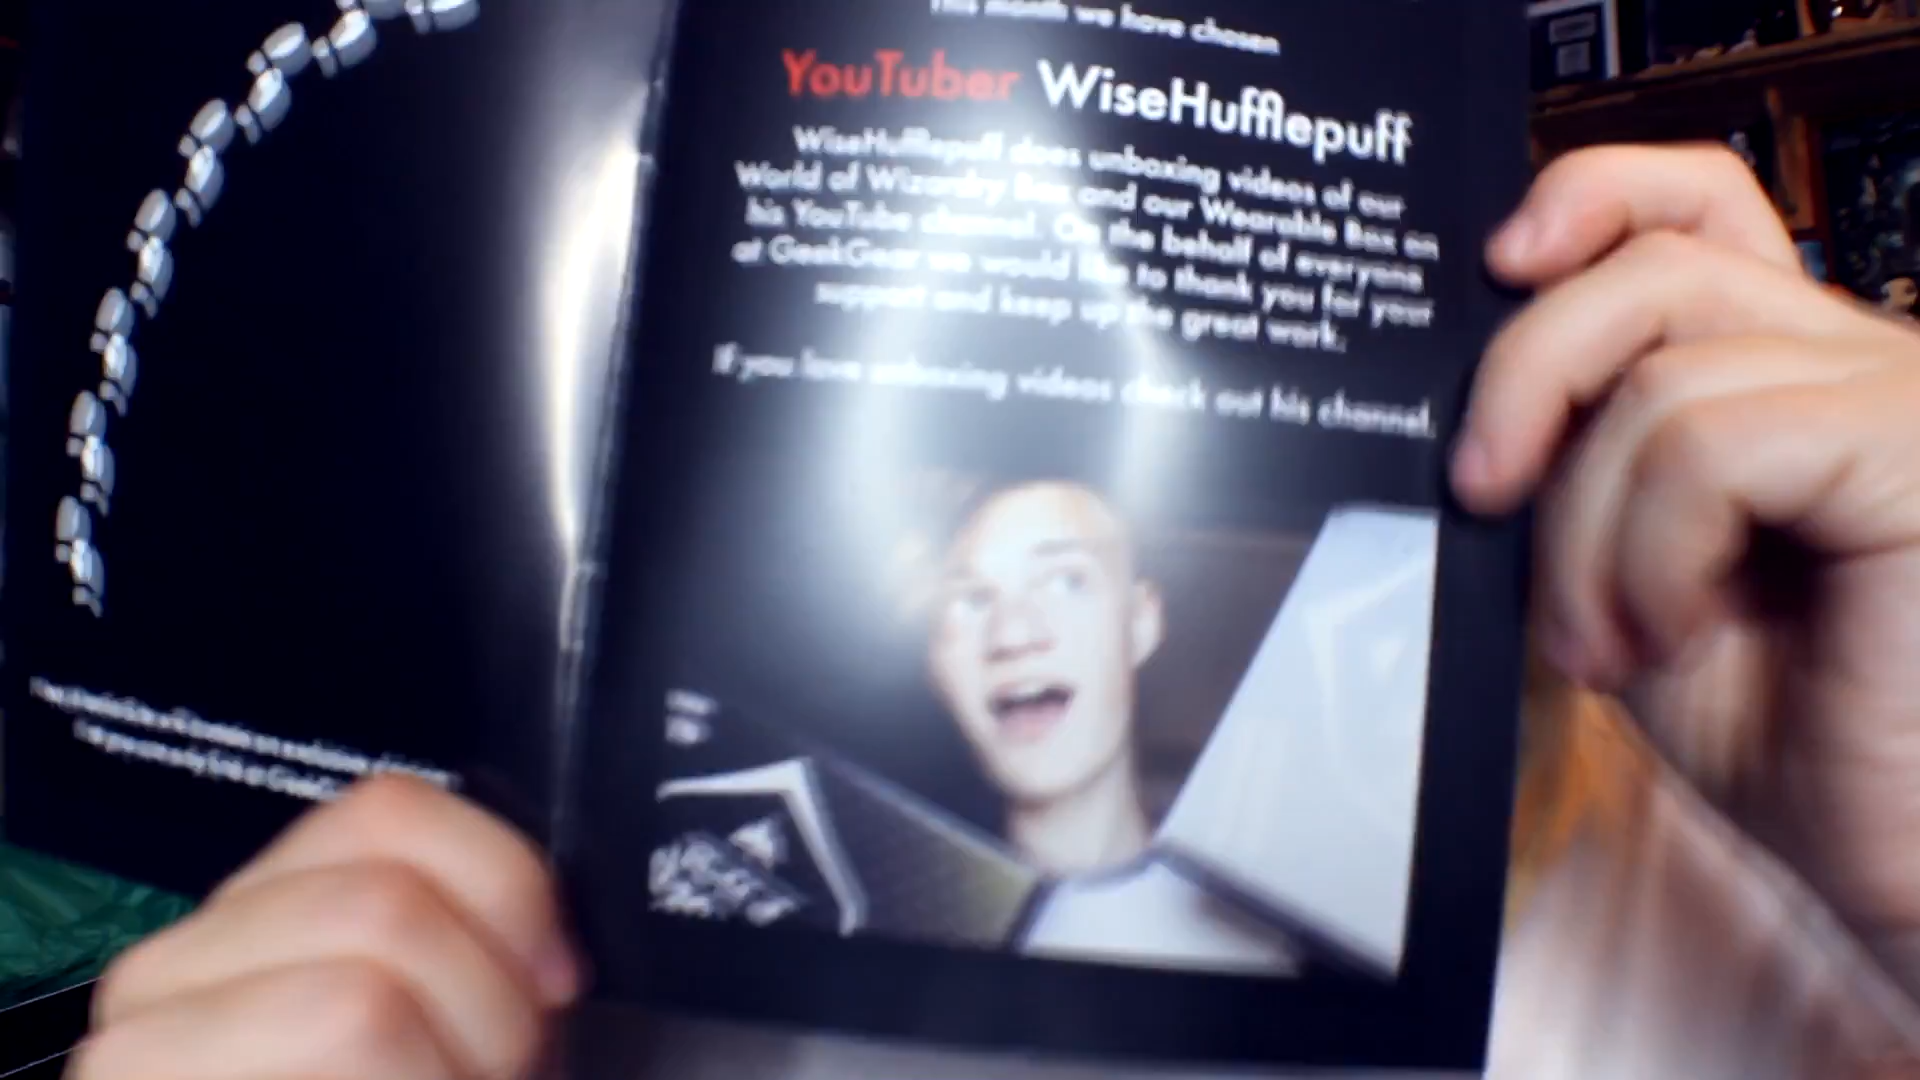 This month we have chosen
YouTuber WiseHufflepuff
WiseHufflepuff does unboxing videos of our
World of Wizardry Box and our Wearable Box on
his YouTube channel. On the behalf of everyone
at GeekGear we would like to thank you for your
support and keep up the great work.
If you love unboxing videos check out his channel.